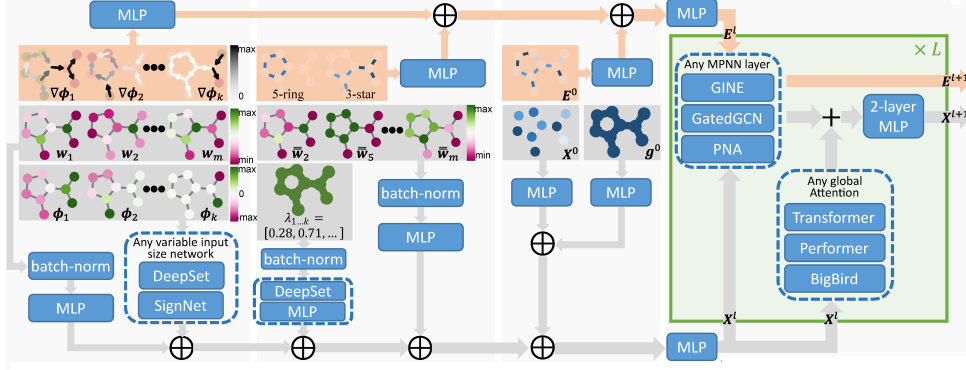 MLP
MLP
max
0
∇ϕ₁
∇ϕ₂
∇ϕₖ
5-ring
3-star
MLP
E⁰
MLP
Eˡ
× L
Any MPNN layer
GINE
GatedGCN
PNA
Eˡ⁺¹
2-layer
MLP
Xˡ⁺¹
max
min
w₁
w₂
wₘ
max
min
w̿₂
w̿₅
w̿ₘ
X⁰
g⁰
max
0
max
ϕ₁
ϕ₂
ϕₖ
λ₁…ₖ =
[0.28, 0.71, … ]
batch-norm
MLP
MLP
MLP
Any global
Attention
Transformer
Performer
BigBird
batch-norm
MLP
Any variable input
size network
DeepSet
SignNet
batch-norm
DeepSet
MLP
MLP
Xˡ
Xˡ